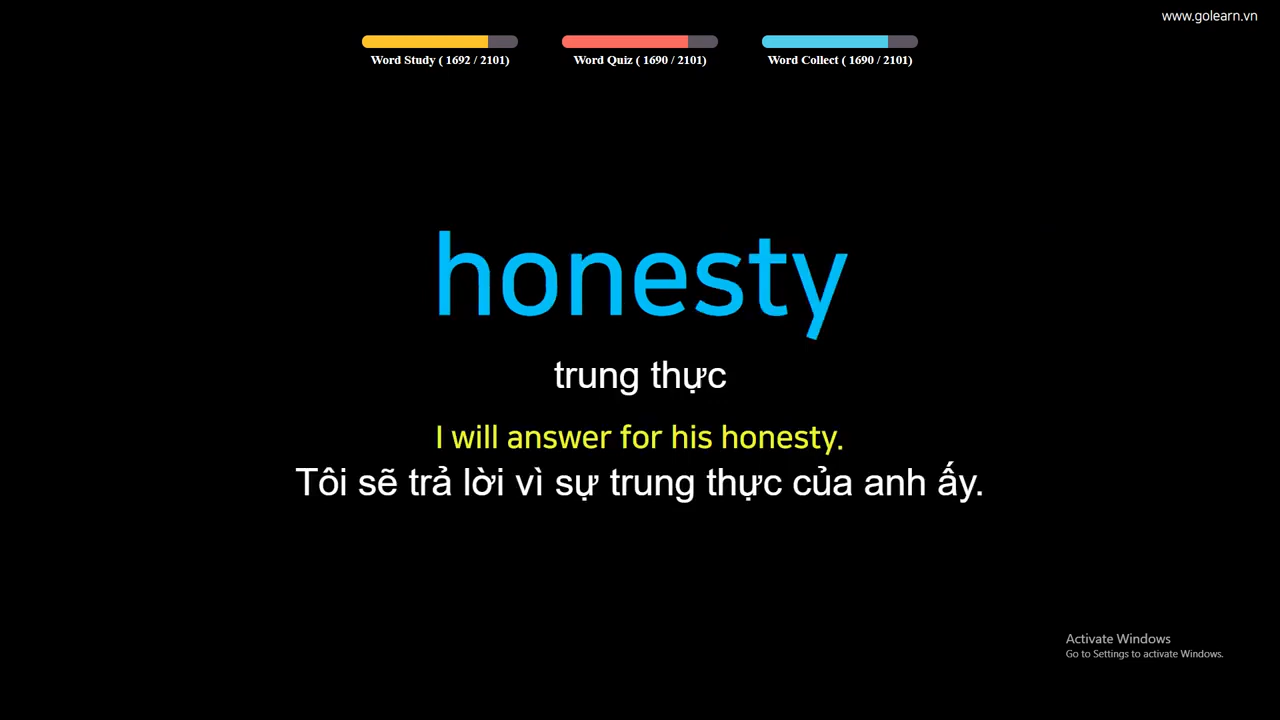 www.golearn.vn
Word Study ( 1692 / 2101) Word Quiz ( 1690 / 2101) Word Collect ( 1690 / 2101)
honesty
trung thực
I will answer for his honesty.
Tôi sẽ trả lời vì sự trung thực của anh ấy.
Activate Windows
Go to Settings to activate Windows.